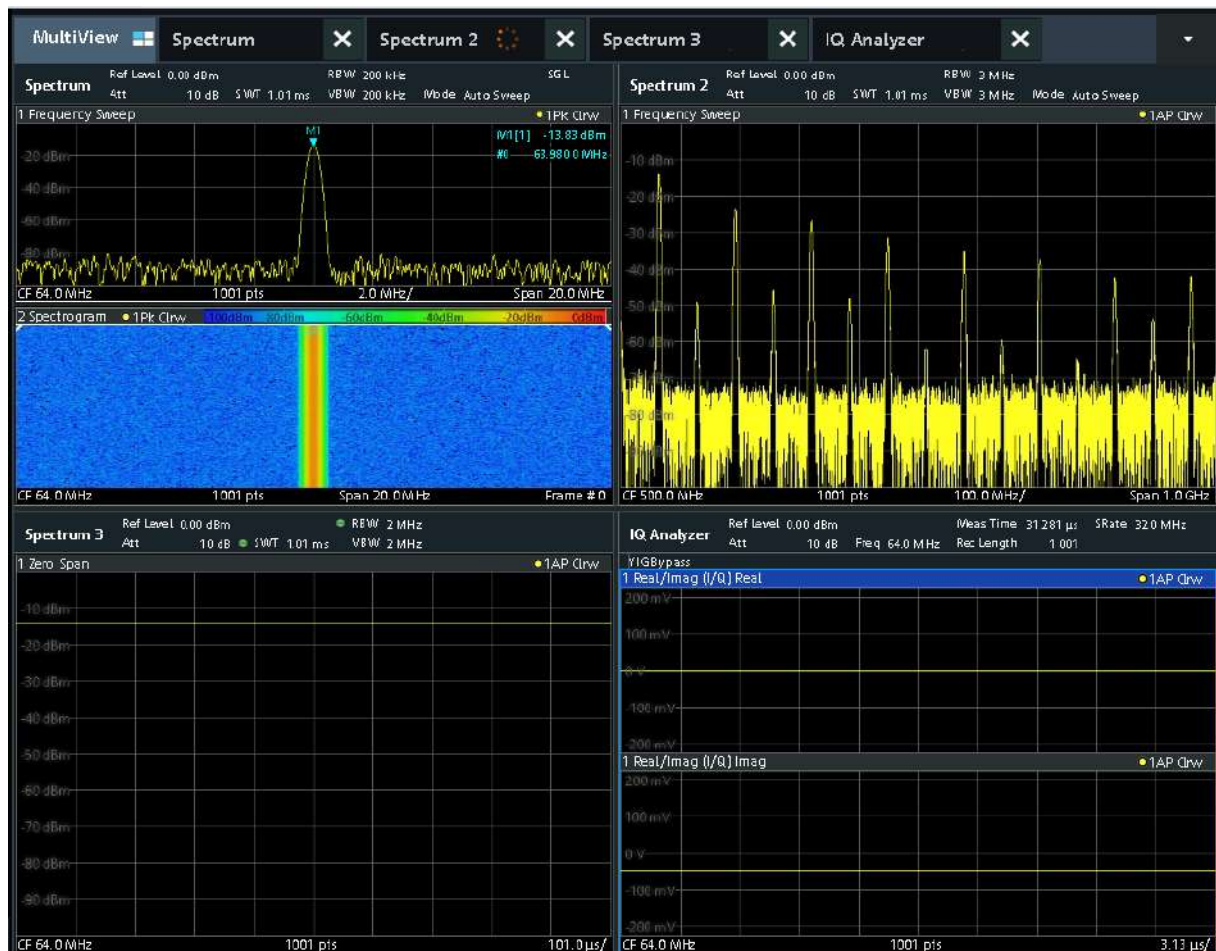 MultiView Spectrum Spectrum 2 Spectrum 3 IQ Analyzer
Spectrum Ref Level 0.00 dBm RBW 200 kHz SGL
Att 10 dB SWT 1.01 ms VBW 200 kHz Mode Auto Sweep
1 Frequency Sweep 1Pk Clrw
M1
M1[1] -13.83 dBm
63.9800 MHz
-20 dBm
-40 dBm
-60 dBm
-80 dBm
CF 64.0 MHz 1001 pts 2.0 MHz/ Span 20.0 MHz
2 Spectrogram 1Pk Clrw -100dBm -80dBm -60dBm -40dBm -20dBm 0dBm
CF 64.0 MHz 1001 pts Span 20.0 MHz Frame # 0
Spectrum 2 Ref Level 0.00 dBm RBW 3 MHz
Att 10 dB SWT 1.01 ms VBW 3 MHz Mode Auto Sweep
1 Frequency Sweep 1AP Clrw
-10 dBm
-20 dBm
-30 dBm
-40 dBm
-50 dBm
-60 dBm
-70 dBm
-80 dBm
CF 500.0 MHz 1001 pts 100.0 MHz/ Span 1.0 GHz
Spectrum 3 Ref Level 0.00 dBm RBW 2 MHz
Att 10 dB SWT 1.01 ms VBW 2 MHz
1 Zero Span 1AP Clrw
-10 dBm
-20 dBm
-30 dBm
-40 dBm
-50 dBm
-60 dBm
-70 dBm
-80 dBm
-90 dBm
CF 64.0 MHz 1001 pts 101.0 µs/
IQ Analyzer Ref Level 0.00 dBm Meas Time 31.281 µs SRate 32.0 MHz
Att 10 dB Freq 64.0 MHz Rec Length 1 001
YIGBypass
1 Real/Imag (I/Q) Real 1AP Clrw
200 mV
100 mV
0 V
-100 mV
-200 mV
1 Real/Imag (I/Q) Imag 1AP Clrw
200 mV
100 mV
0 V
-100 mV
-200 mV
CF 64.0 MHz 1001 pts 3.13 µs/